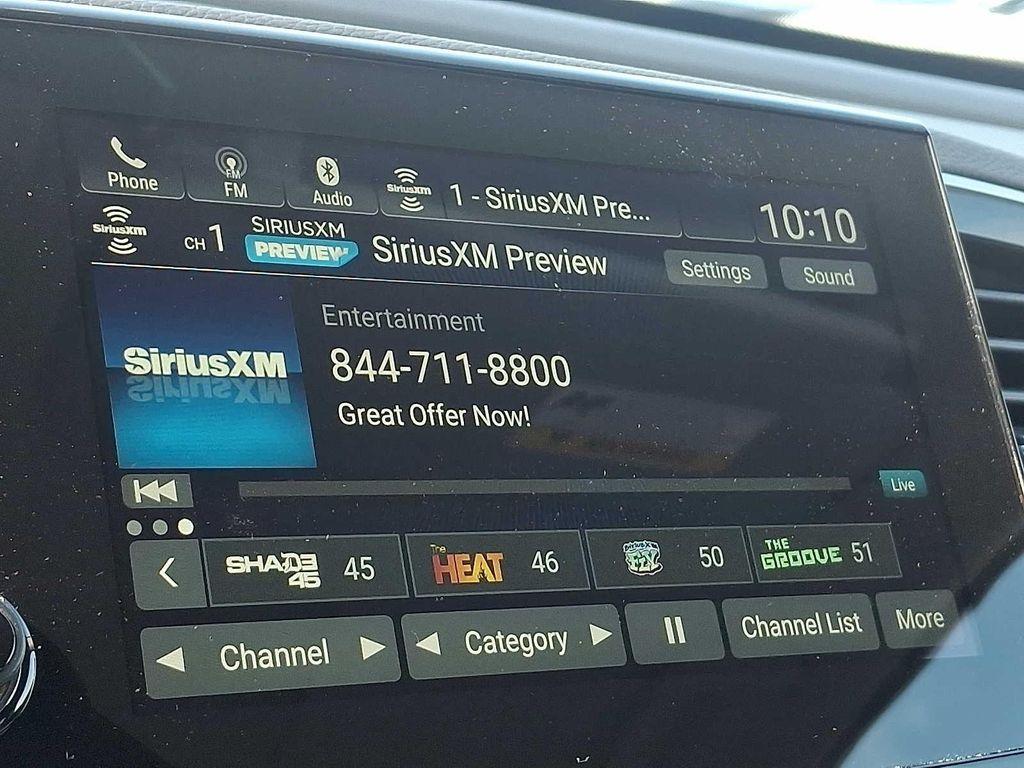 Phone
FM
FM
Audio
SiriusXM
1 - SiriusXM Pre...
10:10
SiriusXM
CH 1
SIRIUSXM
PREVIEW
SiriusXM Preview
Settings
Sound
SiriusXM
Entertainment
844-711-8800
Great Offer Now!
Live
SHADE 45 45
The HEAT 46
SiriusXM FLY 50
THE GROOVE 51
Channel
Category
Channel List
More